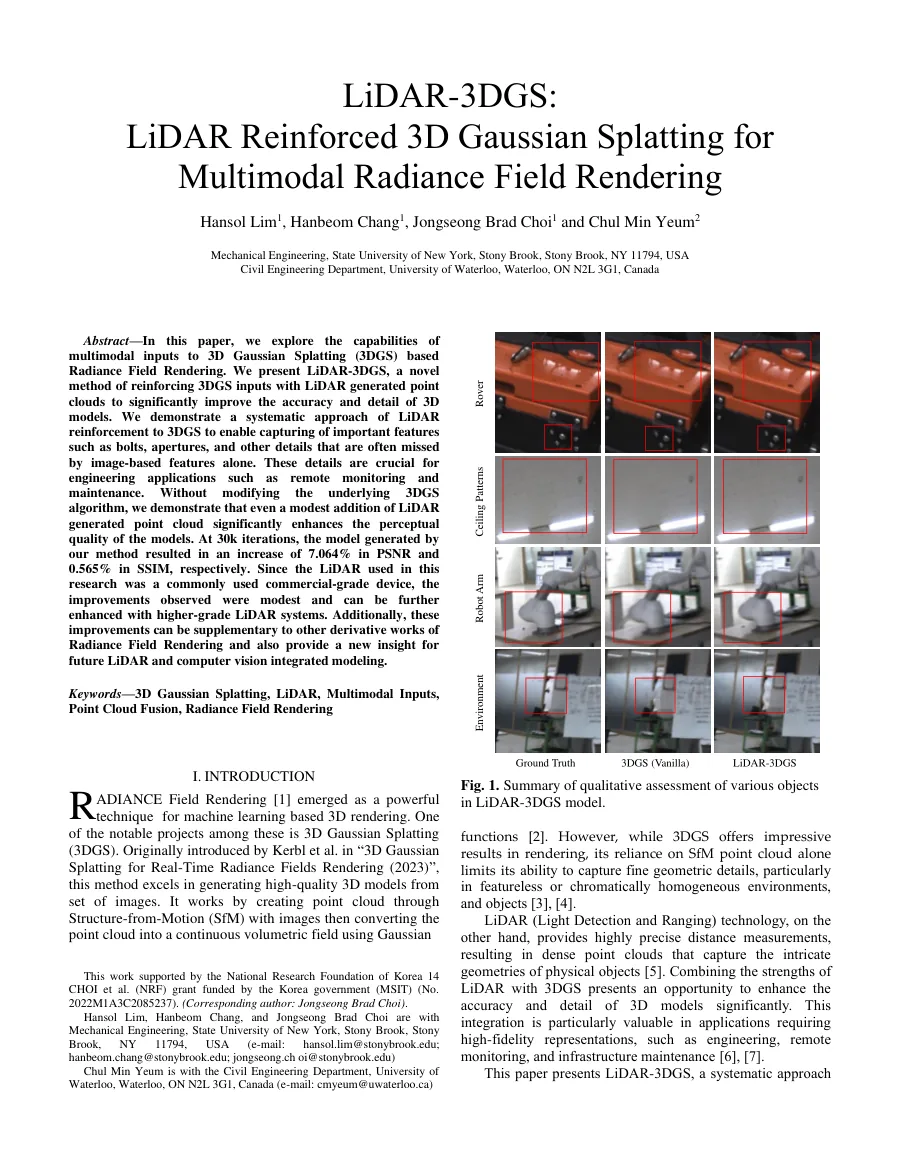 LiDAR-3DGS:
LiDAR Reinforced 3D Gaussian Splatting for
Multimodal Radiance Field Rendering
Hansol Lim1, Hanbeom Chang1, Jongseong Brad Choi1 and Chul Min Yeum2
Mechanical Engineering, State University of New York, Stony Brook, Stony Brook, NY 11794, USA
Civil Engineering Department, University of Waterloo, Waterloo, ON N2L 3G1, Canada
Abstract—In this paper, we explore the capabilities of
multimodal inputs to 3D Gaussian Splatting (3DGS) based
Radiance Field Rendering. We present LiDAR-3DGS, a novel
method of reinforcing 3DGS inputs with LiDAR generated point
clouds to significantly improve the accuracy and detail of 3D
models. We demonstrate a systematic approach of LiDAR
reinforcement to 3DGS to enable capturing of important features
such as bolts, apertures, and other details that are often missed
by image-based features alone. These details are crucial for
engineering applications such as remote monitoring and
maintenance. Without modifying the underlying 3DGS
algorithm, we demonstrate that even a modest addition of LiDAR
generated point cloud significantly enhances the perceptual
quality of the models. At 30k iterations, the model generated by
our method resulted in an increase of 7.064% in PSNR and
0.565% in SSIM, respectively. Since the LiDAR used in this
research was a commonly used commercial-grade device, the
improvements observed were modest and can be further
enhanced with higher-grade LiDAR systems. Additionally, these
improvements can be supplementary to other derivative works of
Radiance Field Rendering and also provide a new insight for
future LiDAR and computer vision integrated modeling.
Keywords—3D Gaussian Splatting, LiDAR, Multimodal Inputs,
Point Cloud Fusion, Radiance Field Rendering
I. INTRODUCTION
RADIANCE Field Rendering [1] emerged as a powerful
technique for machine learning based 3D rendering. One
of the notable projects among these is 3D Gaussian Splatting
(3DGS). Originally introduced by Kerbl et al. in “3D Gaussian
Splatting for Real-Time Radiance Fields Rendering (2023)”,
this method excels in generating high-quality 3D models from
set of images. It works by creating point cloud through
Structure-from-Motion (SfM) with images then converting the
point cloud into a continuous volumetric field using Gaussian
This work supported by the National Research Foundation of Korea 14
CHOI et al. (NRF) grant funded by the Korea government (MSIT) (No.
2022M1A3C2085237). (Corresponding author: Jongseong Brad Choi).
Hansol Lim, Hanbeom Chang, and Jongseong Brad Choi are with
Mechanical Engineering, State University of New York, Stony Brook, Stony
Brook, NY 11794, USA (e-mail: hansol.lim@stonybrook.edu;
hanbeom.chang@stonybrook.edu; jongseong.ch oi@stonybrook.edu)
Chul Min Yeum is with the Civil Engineering Department, University of
Waterloo, Waterloo, ON N2L 3G1, Canada (e-mail: cmyeum@uwaterloo.ca)
Rover
Ceiling Patterns
Robot Arm
Environment
Ground Truth 3DGS (Vanilla) LiDAR-3DGS
Fig. 1. Summary of qualitative assessment of various objects
in LiDAR-3DGS model.
functions [2]. However, while 3DGS offers impressive
results in rendering, its reliance on SfM point cloud alone
limits its ability to capture fine geometric details, particularly
in featureless or chromatically homogeneous environments,
and objects [3], [4].
LiDAR (Light Detection and Ranging) technology, on the
other hand, provides highly precise distance measurements,
resulting in dense point clouds that capture the intricate
geometries of physical objects [5]. Combining the strengths of
LiDAR with 3DGS presents an opportunity to enhance the
accuracy and detail of 3D models significantly. This
integration is particularly valuable in applications requiring
high-fidelity representations, such as engineering, remote
monitoring, and infrastructure maintenance [6], [7].
This paper presents LiDAR-3DGS, a systematic approach